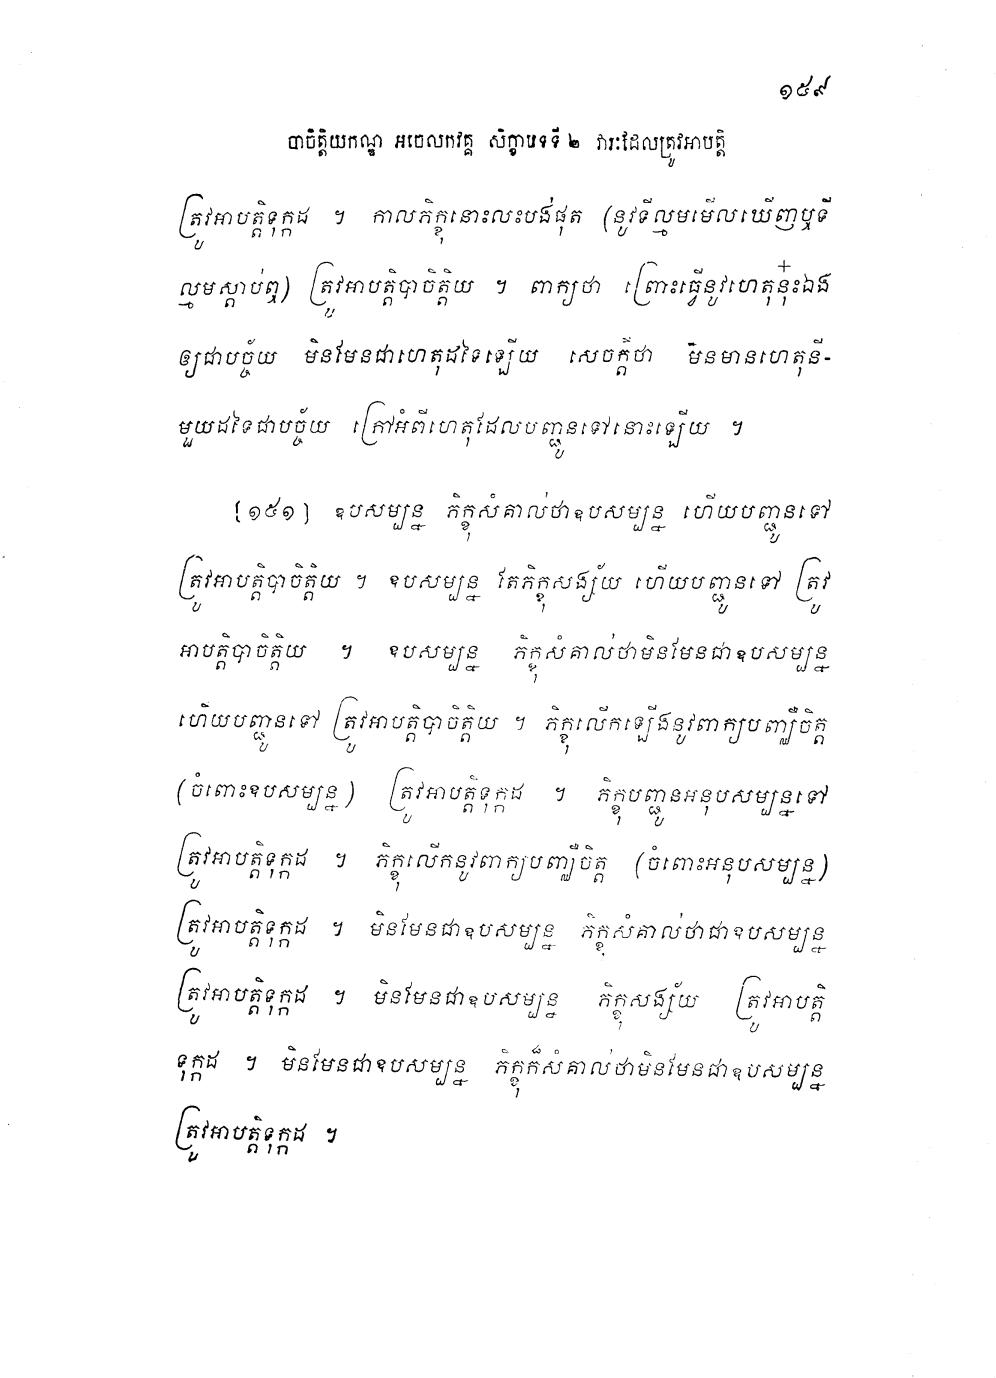 ១៥៩
បាចិត្តិយកណ្ឌ អចេលកវគ្គ សិក្ខាបទទី ២ វារៈដែលត្រូវអាបត្តិ
ត្រូវអាបត្តិទុក្កដ ។ កាលភិក្ខុនោះលះបង់ផុត (នូវទីល្មមមើលឃើញឬទី
ល្មមស្តាប់ឮ) ត្រូវអាបត្តិបាចិត្តិយ ។ ពាក្យថា ព្រោះធ្វើនូវហេតុនុ៎ះឯង
ឲ្យជាបច្ច័យ មិនមែនជាហេតុដទៃឡើយ សេចក្តីថា មិនមានហេតុនី-
មួយដទៃជាបច្ច័យ ក្រៅអំពីហេតុដែលបញ្ជូនទៅនោះឡើយ ។
[១៥១] ឧបសម្បន្ន ភិក្ខុសំគាល់ថាឧបសម្បន្ន ហើយបញ្ជូនទៅ
ត្រូវអាបត្តិបាចិត្តិយ ។ ឧបសម្បន្ន តែភិក្ខុសង្ស័យ ហើយបញ្ជូនទៅ ត្រូវ
អាបត្តិបាចិត្តិយ ។ ឧបសម្បន្ន ភិក្ខុសំគាល់ថាមិនមែនជាឧបសម្បន្ន
ហើយបញ្ជូនទៅ ត្រូវអាបត្តិបាចិត្តិយ ។ ភិក្ខុលើកឡើងនូវពាក្យបញ្ឈឺចិត្ត
(ចំពោះឧបសម្បន្ន) ត្រូវអាបត្តិទុក្កដ ។ ភិក្ខុបញ្ជូនអនុបសម្បន្នទៅ
ត្រូវអាបត្តិទុក្កដ ។ ភិក្ខុលើកនូវពាក្យបញ្ឈឺចិត្ត (ចំពោះអនុបសម្បន្ន)
ត្រូវអាបត្តិទុក្កដ ។ មិនមែនជាឧបសម្បន្ន ភិក្ខុសំគាល់ថាជាឧបសម្បន្ន
ត្រូវអាបត្តិទុក្កដ ។ មិនមែនជាឧបសម្បន្ន ភិក្ខុសង្ស័យ ត្រូវអាបត្តិ
ទុក្កដ ។ មិនមែនជាឧបសម្បន្ន ភិក្ខុក៏សំគាល់ថាមិនមែនជាឧបសម្បន្ន
ត្រូវអាបត្តិទុក្កដ ។